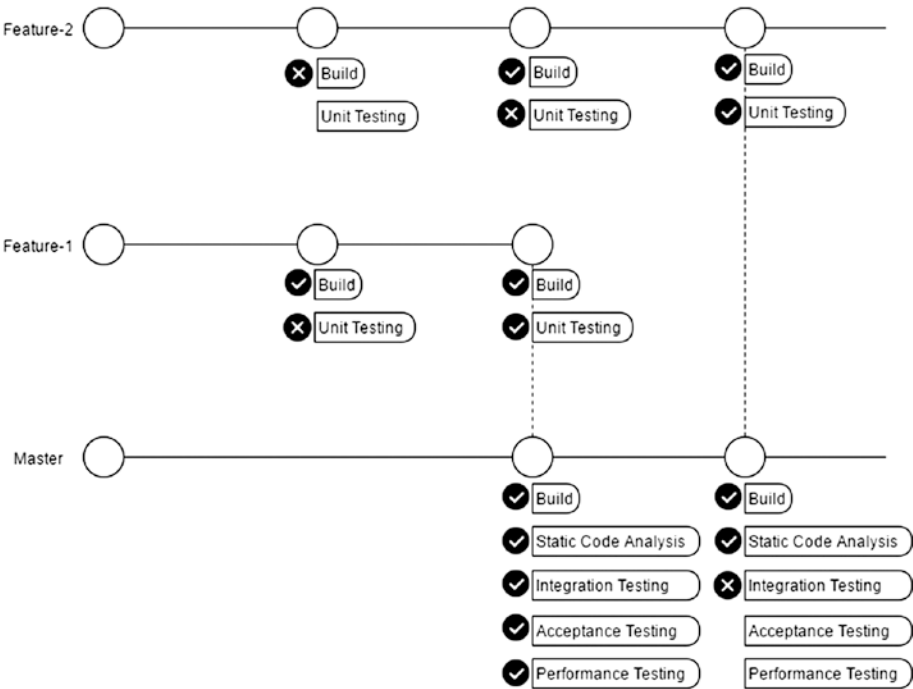 Feature-2
Build
Build
Build
Unit Testing
Unit Testing
Unit Testing
Feature-1
Build
Build
Unit Testing
Unit Testing
Master
Build
Build
Static Code Analysis
Static Code Analysis
Integration Testing
Integration Testing
Acceptance Testing
Acceptance Testing
Performance Testing
Performance Testing